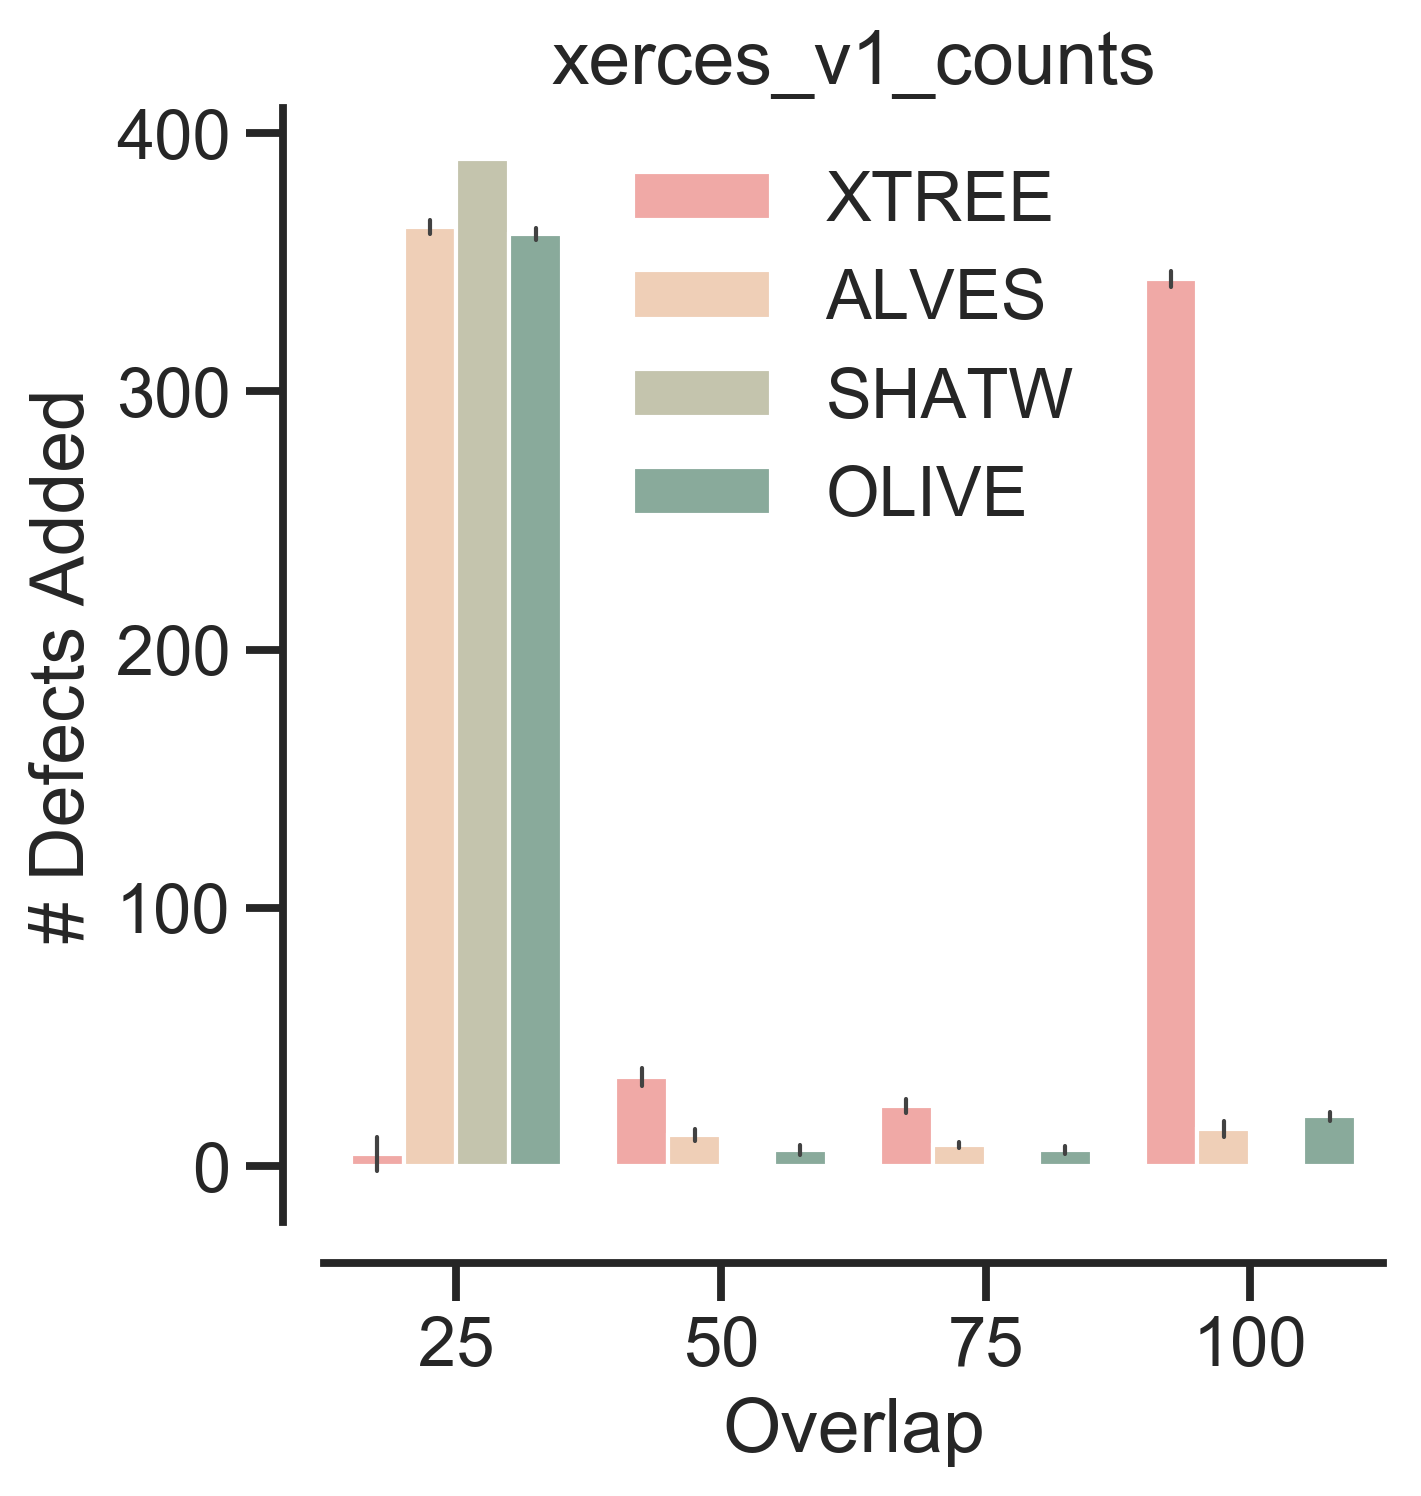 xerces_v1_counts
400
300
200
100
0
# Defects Added
XTREE
ALVES
SHATW
OLIVE
25 50 75 100
Overlap